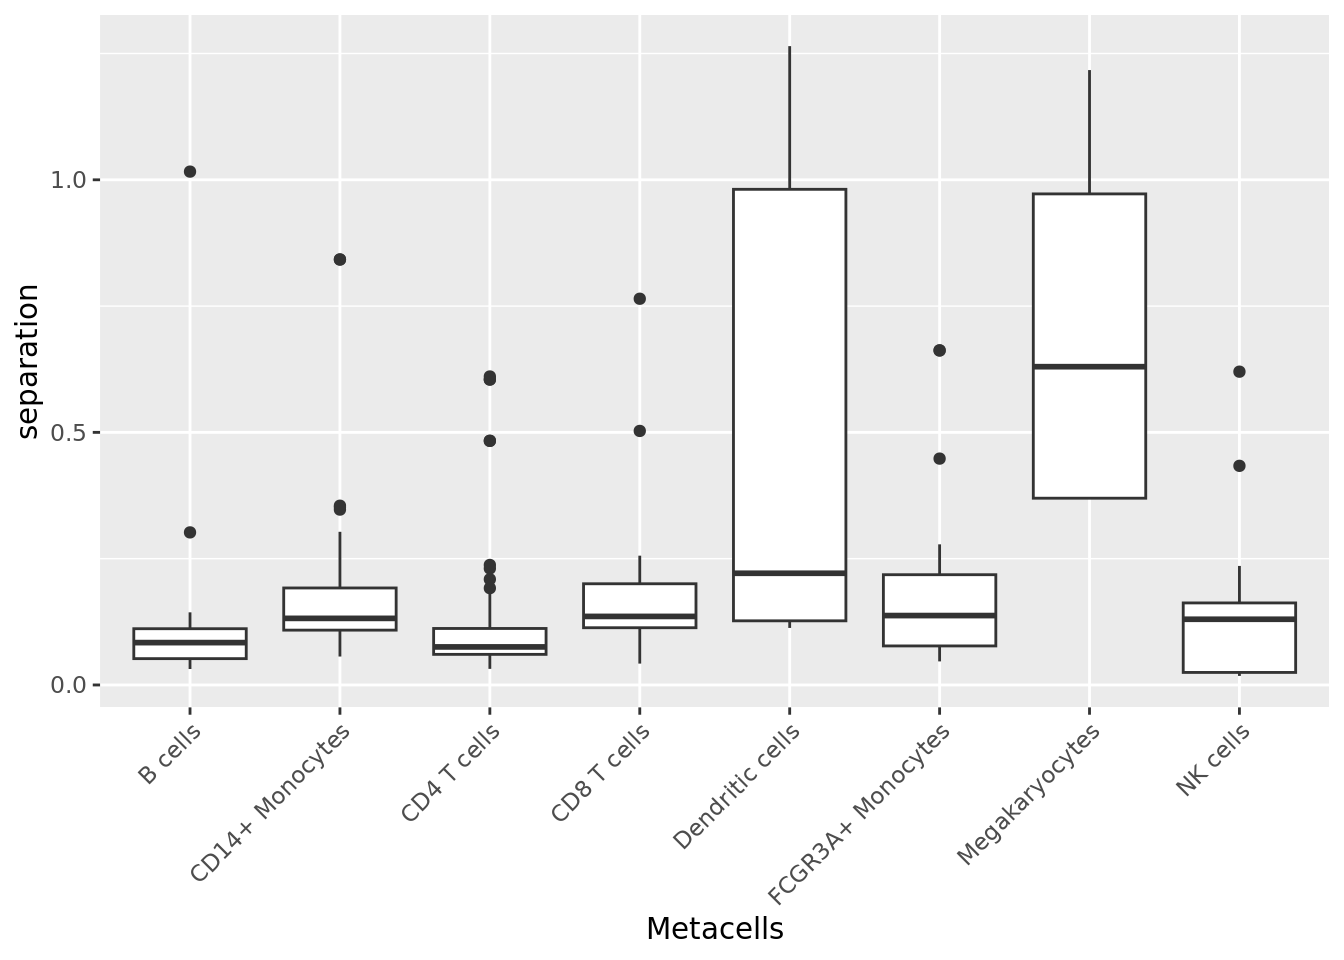 separation
1.0
0.5
0.0
B cells
CD14+ Monocytes
CD4 T cells
CD8 T cells
Dendritic cells
FCGR3A+ Monocytes
Megakaryocytes
NK cells
Metacells